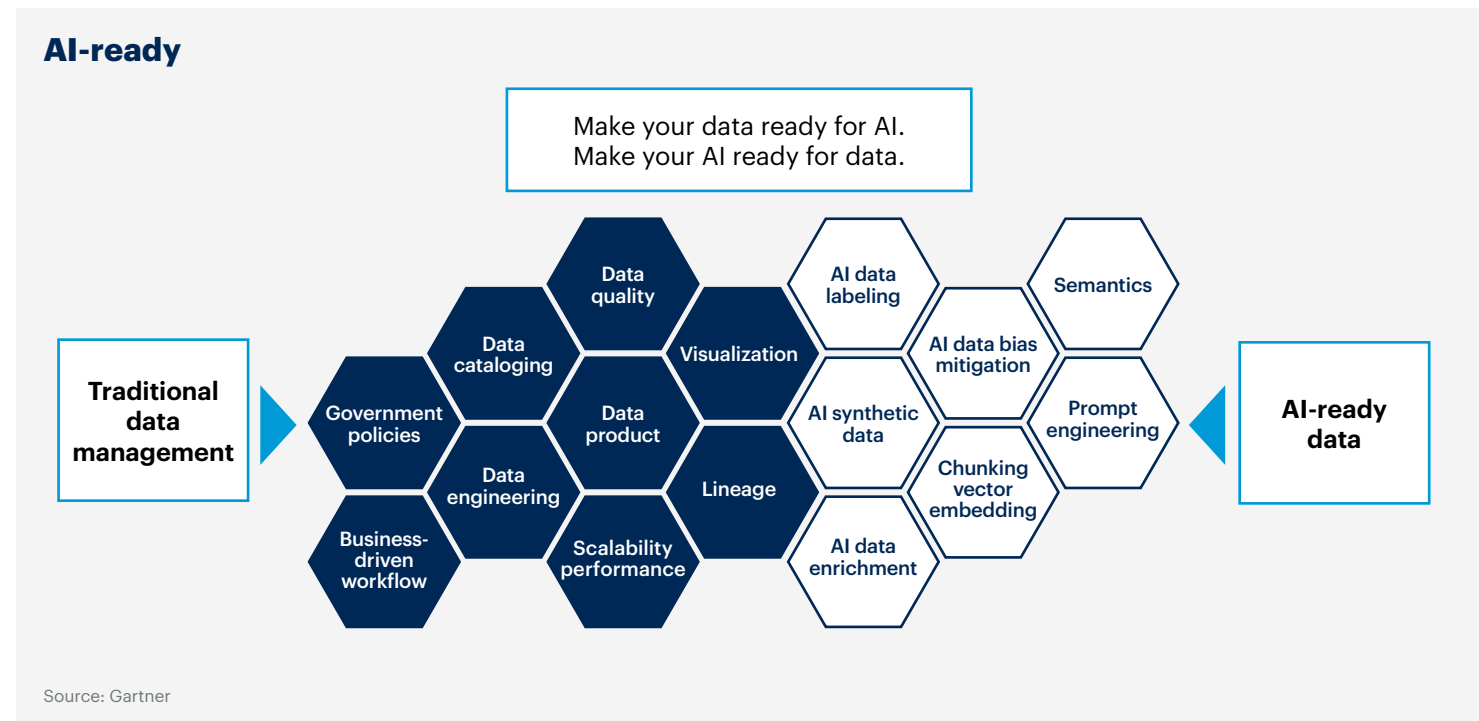 AI-ready
Make your data ready for AI.
Make your AI ready for data.
Traditional
data
management
Government
policies
Business-
driven
workflow
Data
cataloging
Data
engineering
Data
quality
Data
product
Scalability
performance
Visualization
Lineage
AI data
labeling
AI synthetic
data
AI data
enrichment
AI data bias
mitigation
Chunking
vector
embedding
Semantics
Prompt
engineering
AI-ready
data
Source: Gartner